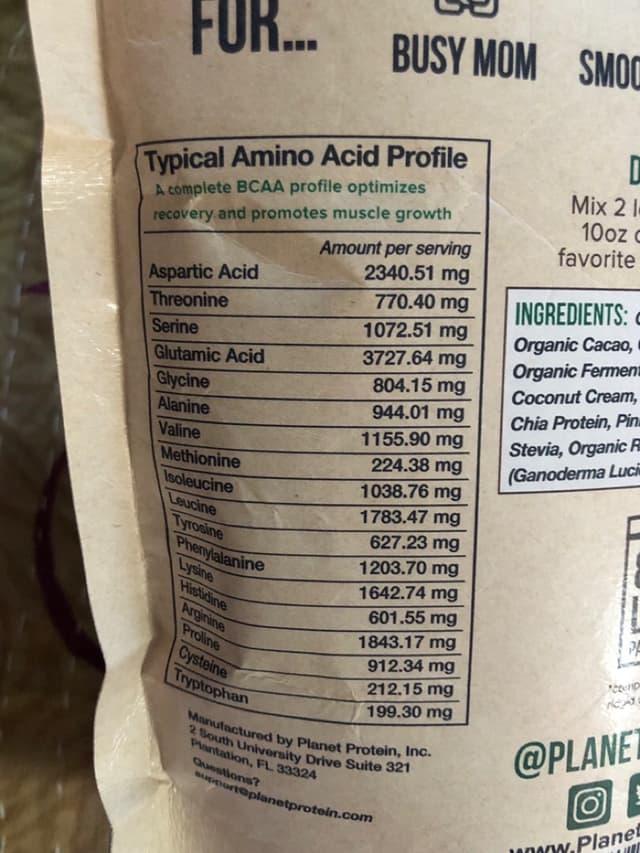 FOR...
BUSY MOM
SMOO
Typical Amino Acid Profile
A complete BCAA profile optimizes
recovery and promotes muscle growth
Amount per serving
Aspartic Acid 2340.51 mg
Threonine 770.40 mg
Serine 1072.51 mg
Glutamic Acid 3727.64 mg
Glycine 804.15 mg
Alanine 944.01 mg
Valine 1155.90 mg
Methionine 224.38 mg
Isoleucine 1038.76 mg
Leucine 1783.47 mg
Tyrosine 627.23 mg
Phenylalanine 1203.70 mg
Lysine 1642.74 mg
Histidine 601.55 mg
Arginine 1843.17 mg
Proline 912.34 mg
Cysteine 212.15 mg
Tryptophan 199.30 mg
Manufactured by Planet Protein, Inc.
2 South University Drive Suite 321
Plantation, FL 33324
Questions?
support@planetprotein.com
Mix 2
10oz
favorite
INGREDIENTS:
Organic Cacao,
Organic Ferment
Coconut Cream,
Chia Protein, Pin
Stevia, Organic R
(Ganoderma Luci
@PLANET
www.Planet